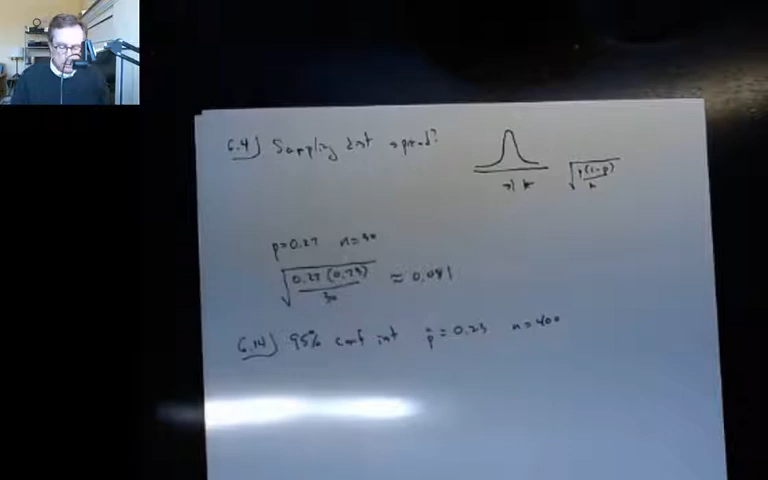 6.4) Sampling dist spread?
√(p(1-p)/n)
p=0.27 n=30
√(0.27(0.73)/30) ≈ 0.081
6.14) 95% conf int p̂ = 0.23 n=400